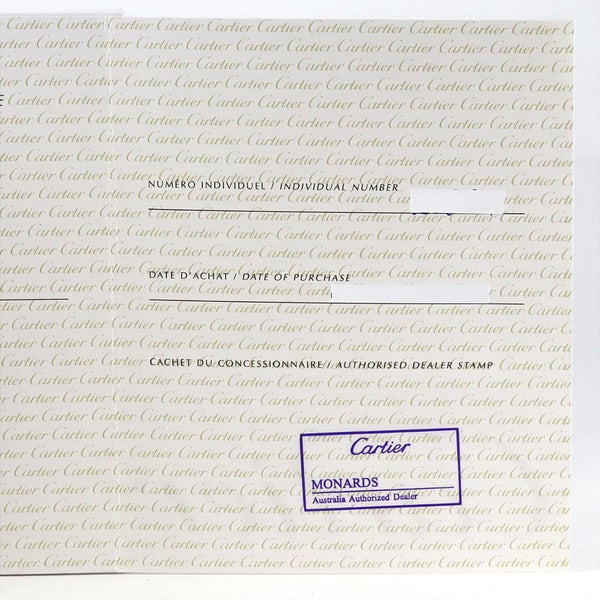 NUMÉRO INDIVIDUEL / INDIVIDUAL NUMBER
DATE D'ACHAT / DATE OF PURCHASE
CACHET DU CONCESSIONNAIRE / AUTHORISED DEALER STAMP
Cartier
MONARDS
Australia Authorized Dealer